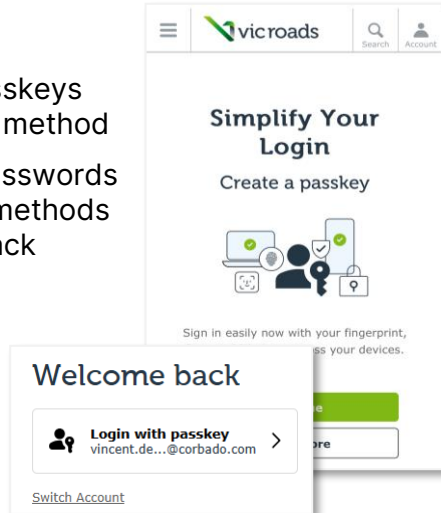 method
vicroads
Search
Account
Simplify Your
Login
Create a passkey
Sign in easily now with your fingerprint,
your devices.
Welcome back
Login with passkey
vincent.de...@corbado.com
Switch Account